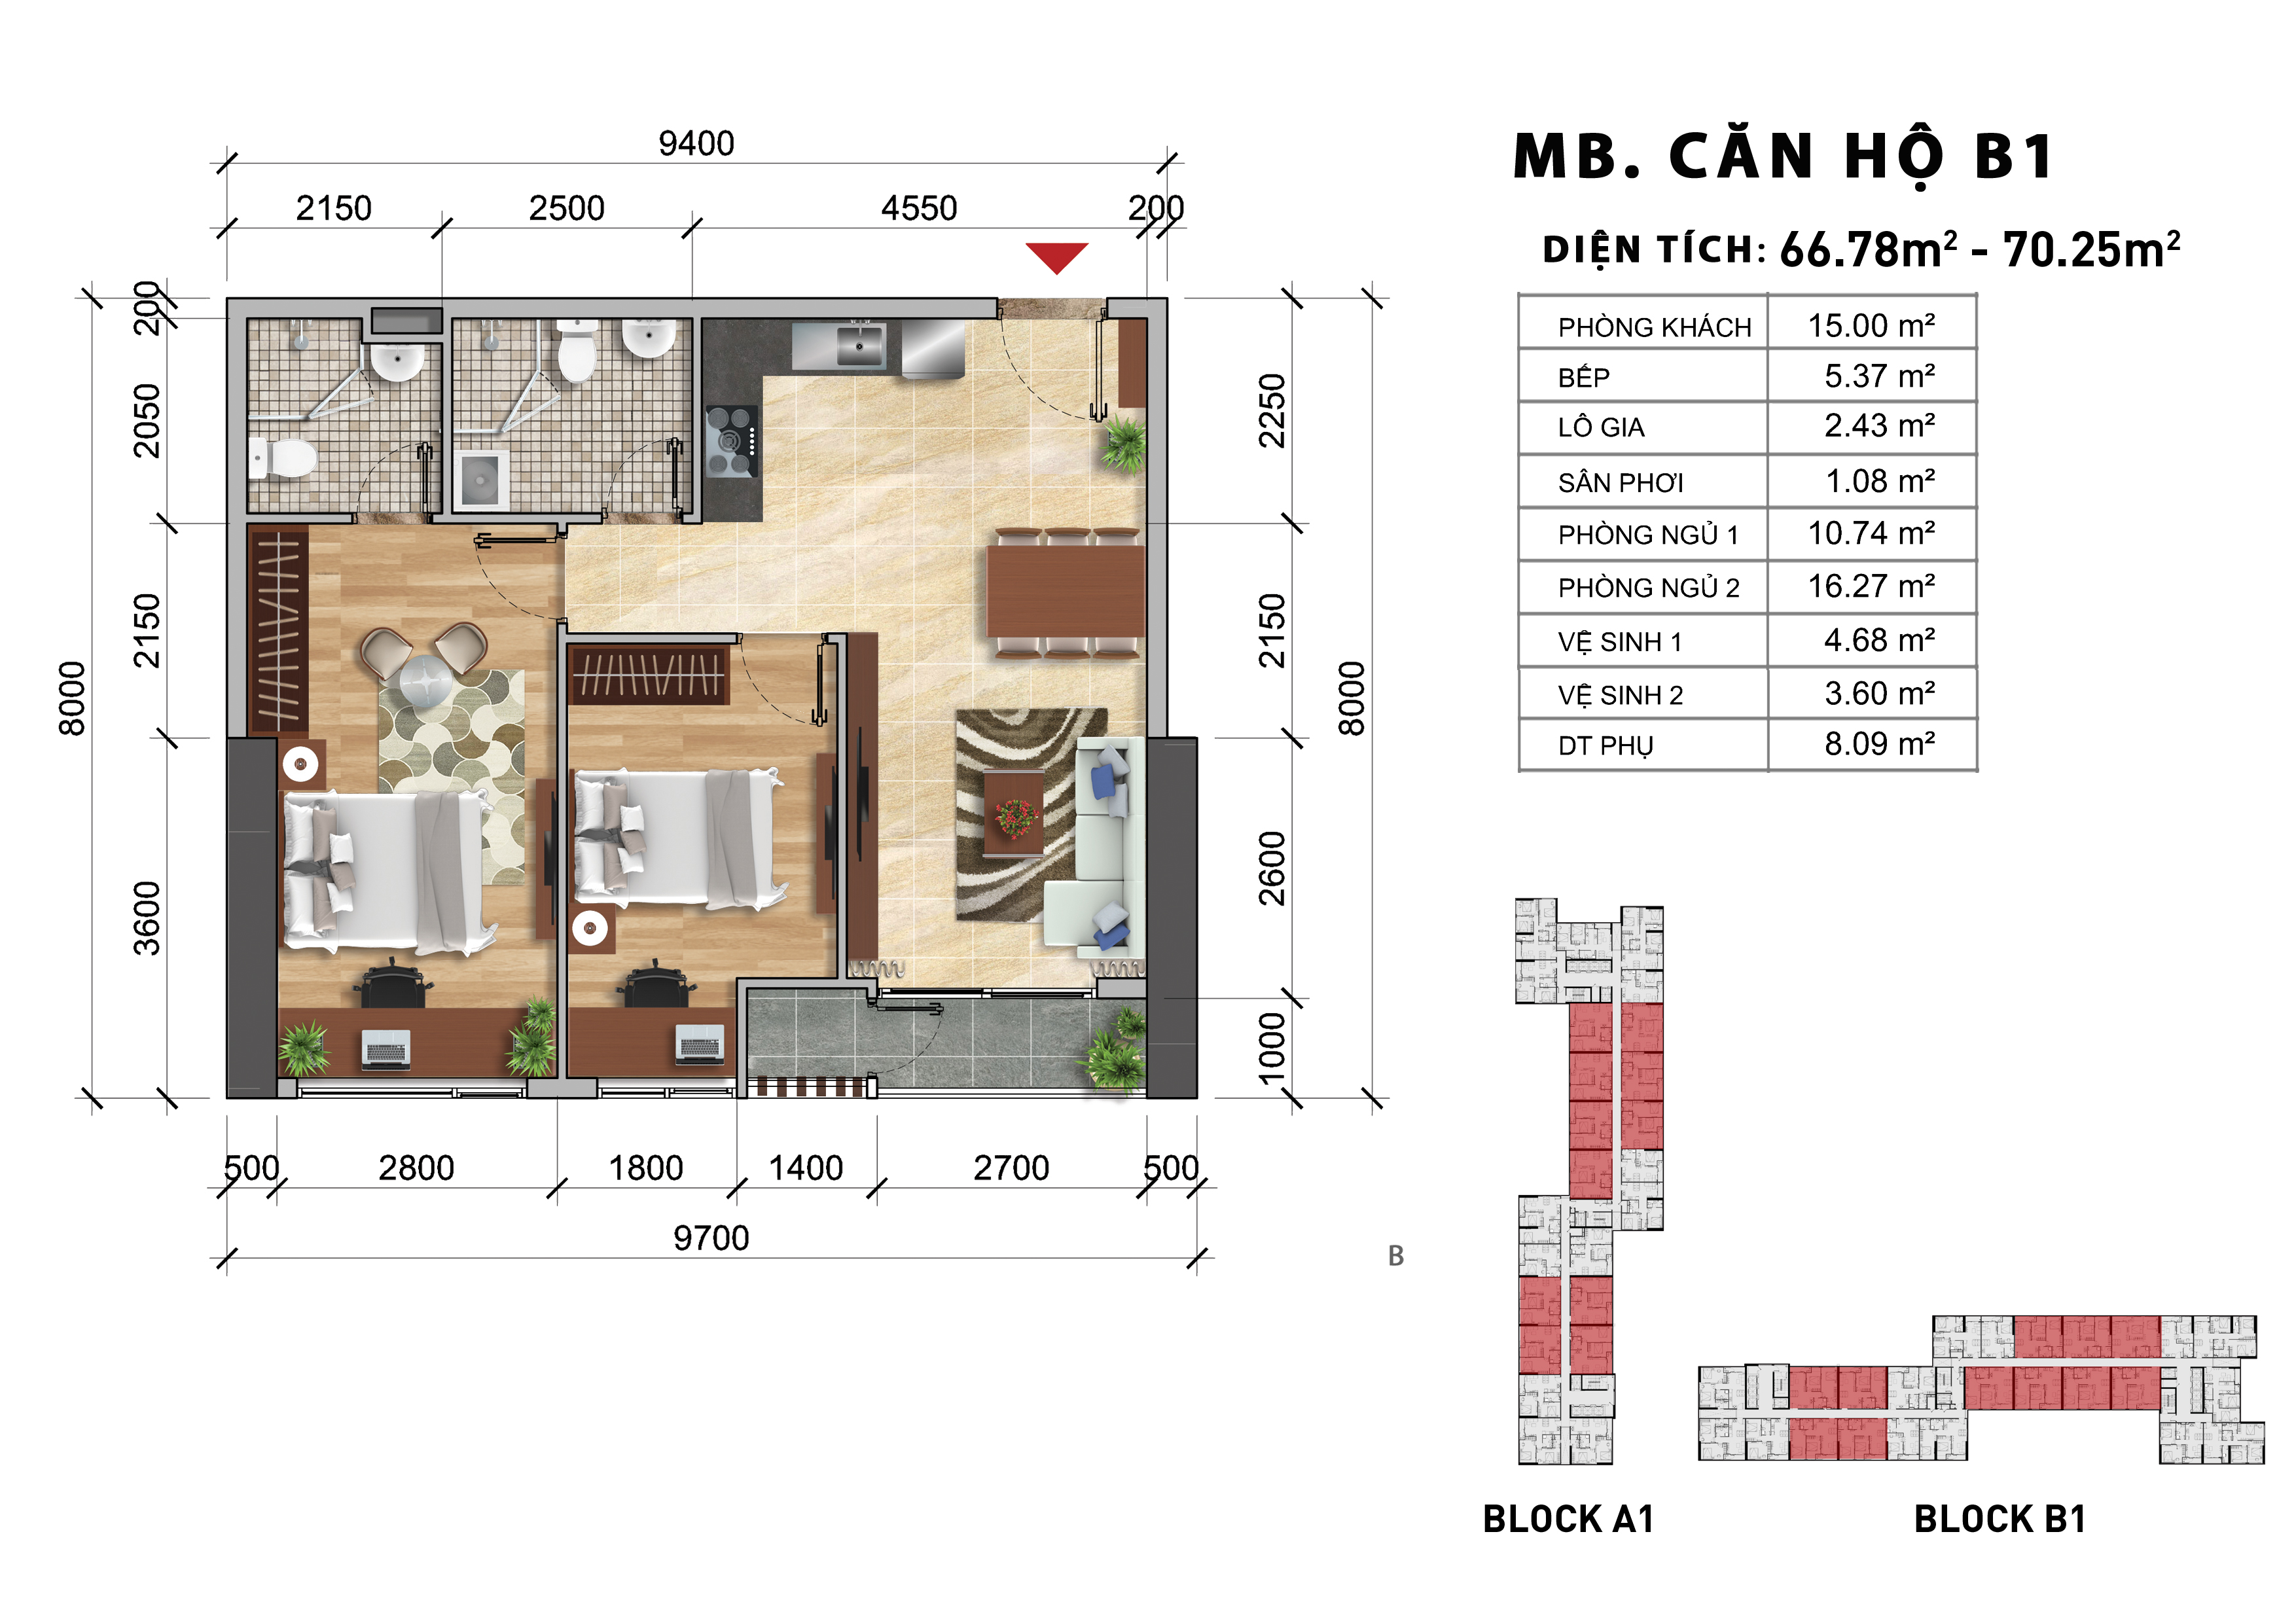 MB. CĂN HỘ B1
DIỆN TÍCH: 66.78m² - 70.25m²
PHÒNG KHÁCH 15.00 m²
BẾP 5.37 m²
LÔ GIA 2.43 m²
SÂN PHƠI 1.08 m²
PHÒNG NGỦ 1 10.74 m²
PHÒNG NGỦ 2 16.27 m²
VỆ SINH 1 4.68 m²
VỆ SINH 2 3.60 m²
DT PHỤ 8.09 m²
9400
2150 2500 4550 200
8000
200
2050
2150
3600
2250
2150
2600
1000
8000
500 2800 1800 1400 2700 500
9700
B
BLOCK A1
BLOCK B1